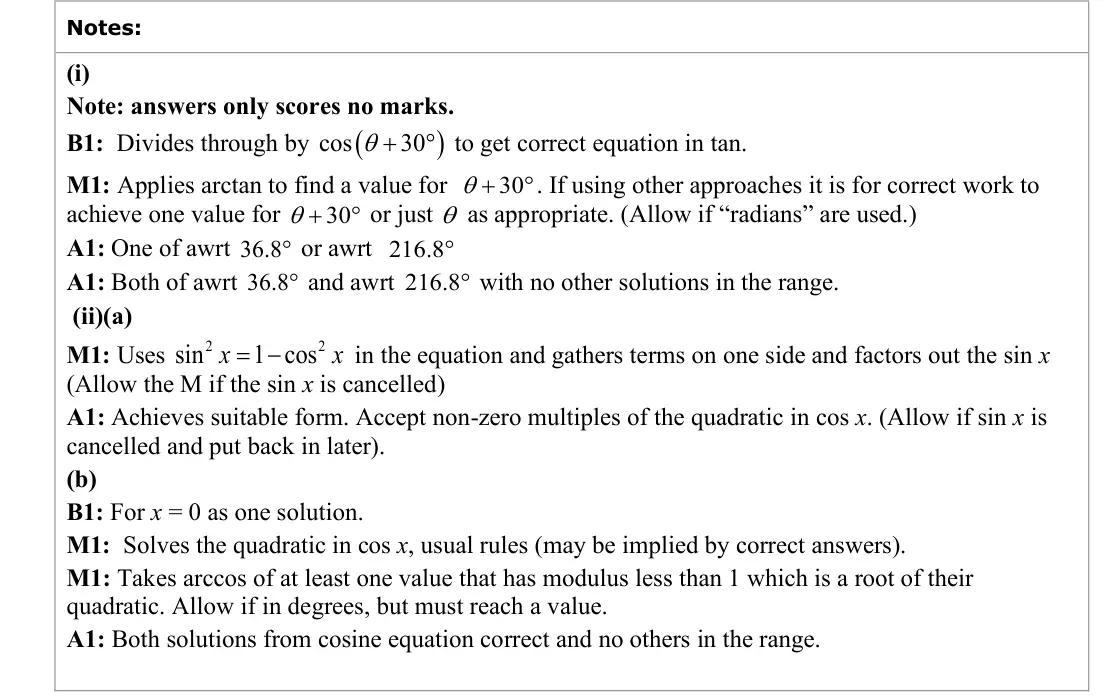 Notes:
(i)
Note: answers only scores no marks.
B1: Divides through by cos(θ+30°) to get correct equation in tan.
M1: Applies arctan to find a value for θ+30°. If using other approaches it is for correct work to
achieve one value for θ+30° or just θ as appropriate. (Allow if “radians” are used.)
A1: One of awrt 36.8° or awrt 216.8°
A1: Both of awrt 36.8° and awrt 216.8° with no other solutions in the range.
(ii)(a)
M1: Uses sin² x = 1 − cos² x in the equation and gathers terms on one side and factors out the sin x
(Allow the M if the sin x is cancelled)
A1: Achieves suitable form. Accept non-zero multiples of the quadratic in cos x. (Allow if sin x is
cancelled and put back in later).
(b)
B1: For x = 0 as one solution.
M1: Solves the quadratic in cos x, usual rules (may be implied by correct answers).
M1: Takes arccos of at least one value that has modulus less than 1 which is a root of their
quadratic. Allow if in degrees, but must reach a value.
A1: Both solutions from cosine equation correct and no others in the range.